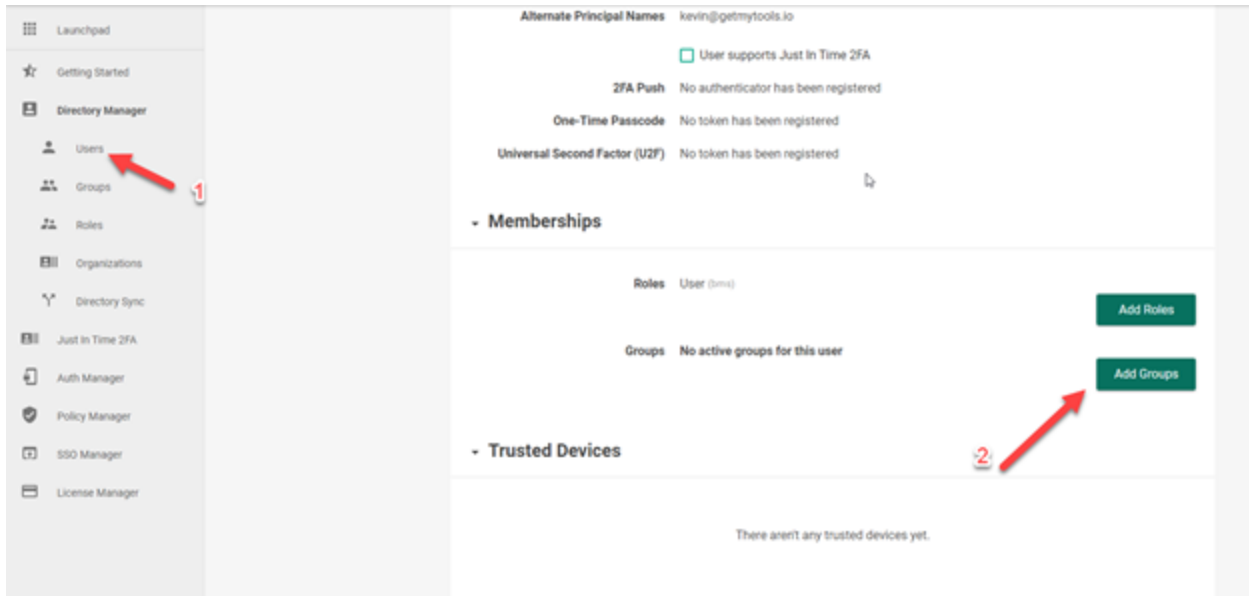 Launchpad
Getting Started
Directory Manager
Users
1
Groups
Roles
Organizations
Directory Sync
Just In Time 2FA
Auth Manager
Policy Manager
SSO Manager
License Manager
Alternate Principal Names kevin@getmytools.io
User supports Just In Time 2FA
2FA Push No authenticator has been registered
One-Time Passcode No token has been registered
Universal Second Factor (U2F) No token has been registered
Memberships
Roles User (bms)
Add Roles
Groups No active groups for this user
Add Groups
2
Trusted Devices
There aren't any trusted devices yet.